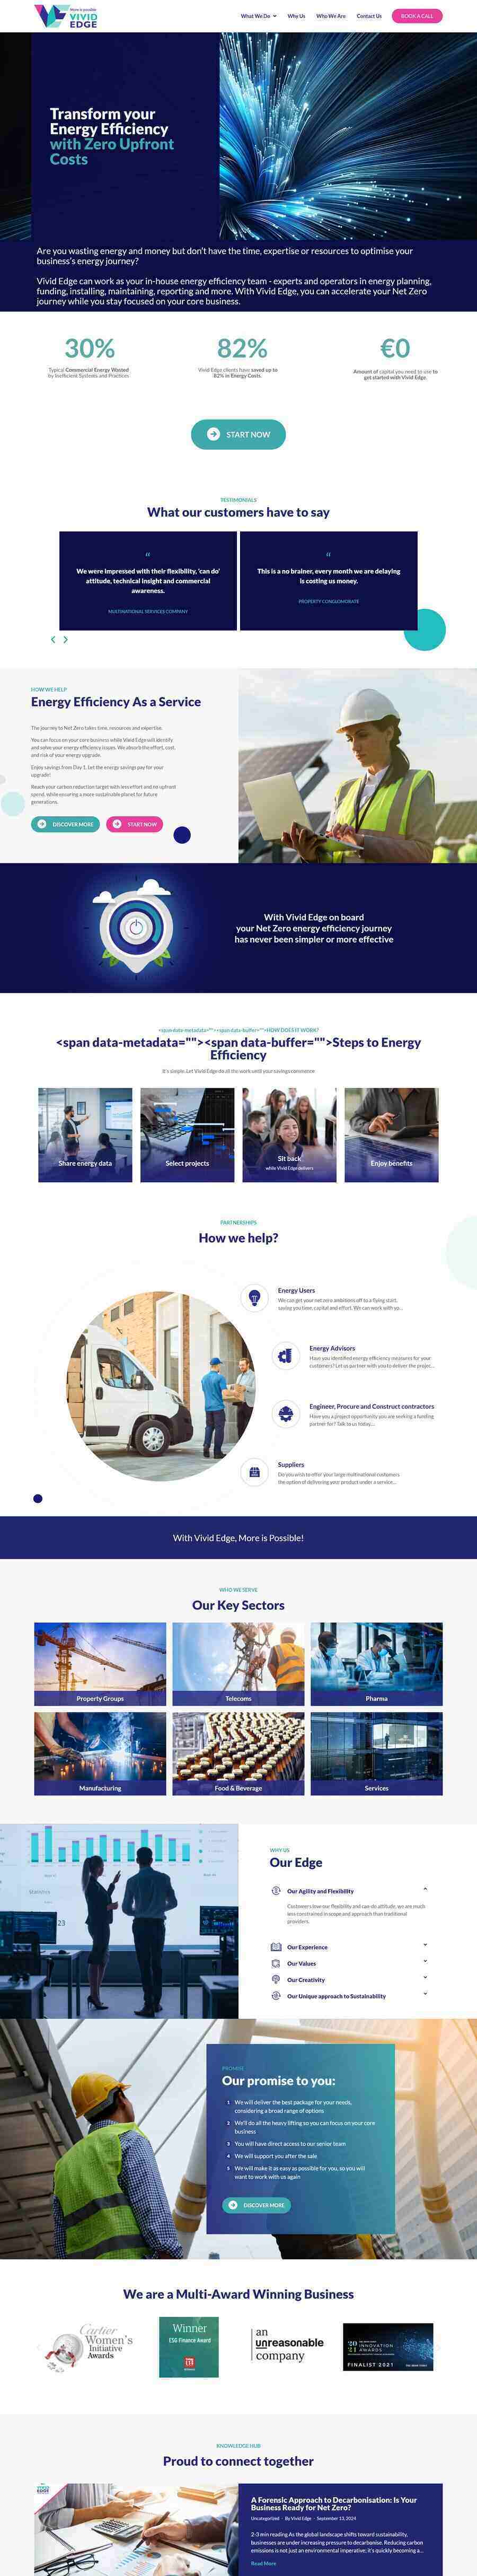 More is possible
VIVID
EDGE
What We Do
Why Us
Who We Are
Contact Us
BOOK A CALL
Transform your
Energy Efficiency
with Zero Upfront
Costs
Are you wasting energy and money but don't have the time, expertise or resources to optimise your
business's energy journey?
Vivid Edge can work as your in-house energy efficiency team - experts and operators in energy planning,
funding, installing, maintaining, reporting and more. With Vivid Edge, you can accelerate your Net Zero
journey while you stay focused on your core business.
30%
Typical Commercial Energy Wasted
by Inefficient Systems and Practices
82%
Vivid Edge clients have saved up to
82% in Energy Costs
€0
Amount of capital you need to use to
get started with Vivid Edge
START NOW
TESTIMONIALS
What our customers have to say
“
We were impressed with their flexibility, 'can do'
attitude, technical insight and commercial
awareness.
MULTINATIONAL SERVICES COMPANY
“
This is a no brainer, every month we are delaying
is costing us money.
PROPERTY CONGLOMORATE
HOW WE HELP
Energy Efficiency As a Service
The journey to Net Zero takes time, resources and expertise.
You can focus on your core business while Vivid Edge will identify
and solve your energy efficiency issues. We absorb the effort, cost,
and risk of your energy upgrade.
Enjoy savings from Day 1. Let the energy savings pay for your
upgrade!
Reach your carbon reduction target with less effort and no upfront
spend, while ensuring a more sustainable planet for future
generations.
DISCOVER MORE
START NOW
With Vivid Edge on board
your Net Zero energy efficiency journey
has never been simpler or more effective
<span data-metadata=""><span data-buffer="">HOW DOES IT WORK?
<span data-metadata=""><span data-buffer="">Steps to Energy
Efficiency
It's simple. Let Vivid Edge do all the work until your savings commence
Share energy data
Select projects
Sit back
while Vivid Edge delivers
Enjoy benefits
PARTNERSHIPS
How we help?
Energy Users
We can get your net zero ambitions off to a flying start,
saving you time, capital and effort. We can work with yo...
Energy Advisors
Have you identified energy efficiency measures for your
customers? Let us partner with you to deliver the projec...
Engineer, Procure and Construct contractors
Have you a project opportunity you are seeking a funding
partner for? Talk to us today...
Suppliers
Do you wish to offer your large multinational customers
the option of delivering your product under a service...
With Vivid Edge, More is Possible!
WHO WE SERVE
Our Key Sectors
Property Groups
Telecoms
Pharma
Manufacturing
Food & Beverage
Services
Statistics
23
WHY US
Our Edge
Our Agility and Flexibility
Customers love our flexibility and can-do attitude, we are much
less constrained in scope and approach than traditional
providers.
Our Experience
Our Values
Our Creativity
Our Unique approach to Sustainability
PROMISE
Our promise to you:
1 We will deliver the best package for your needs,
considering a broad range of options
2 We'll do all the heavy lifting so you can focus on your core
business
3 You will have direct access to our senior team
4 We will support you after the sale
5 We will make it as easy as possible for you, so you will
want to work with us again
DISCOVER MORE
We are a Multi-Award Winning Business
Cartier
Women's
Initiative
Awards
Winner
ESG Finance Award
an
unreasonable
company
INNOVATION
AWARDS
FINALIST 2021
KNOWLEDGE HUB
Proud to connect together
VIVID
EDGE
A Forensic Approach to Decarbonisation: Is Your
Business Ready for Net Zero?
Uncategorized · By Vivid Edge · September 13, 2024
2-3 min reading As the global landscape shifts toward sustainability,
businesses are under increasing pressure to decarbonise. Reducing carbon
emissions is not just an environmental imperative; it's quickly becoming a...
Read More